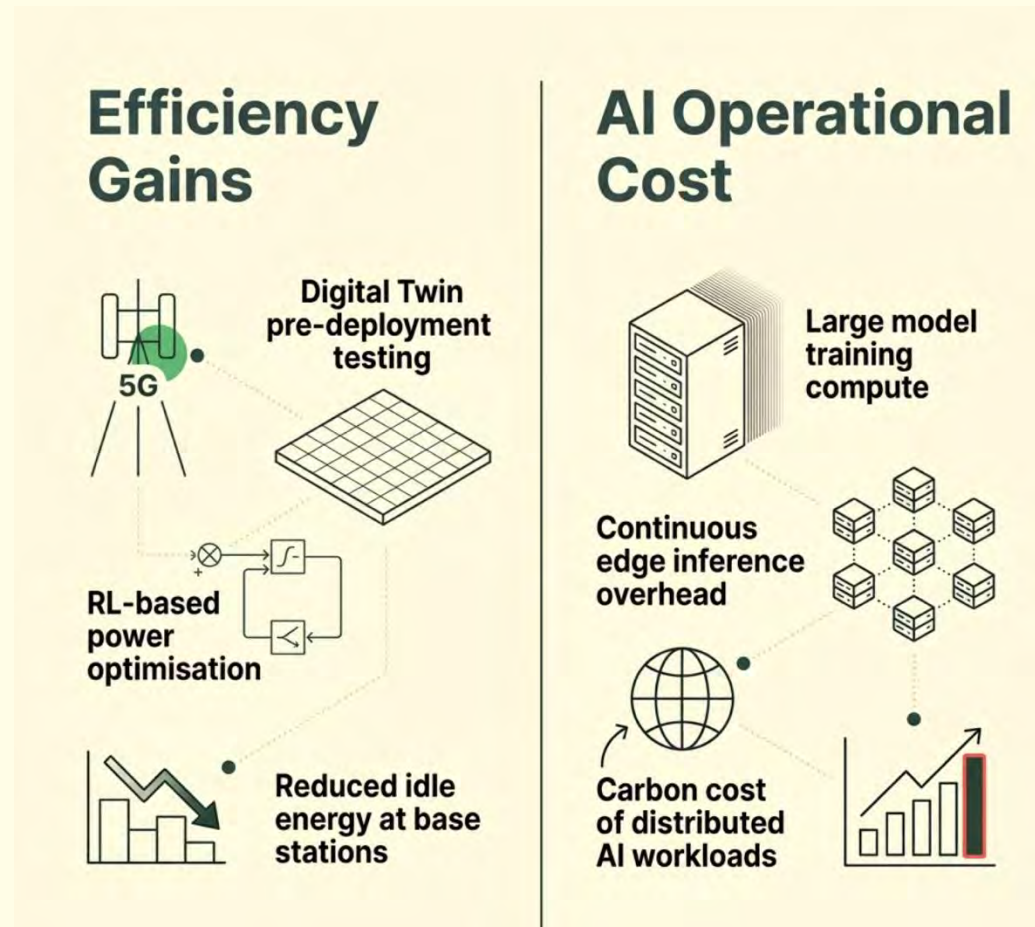 Efficiency
Gains
5G
Digital Twin
pre-deployment
testing
+
RL-based
power
optimisation
Reduced idle
energy at base
stations
AI Operational
Cost
Large model
training
compute
Continuous
edge inference
overhead
Carbon cost
of distributed
AI workloads